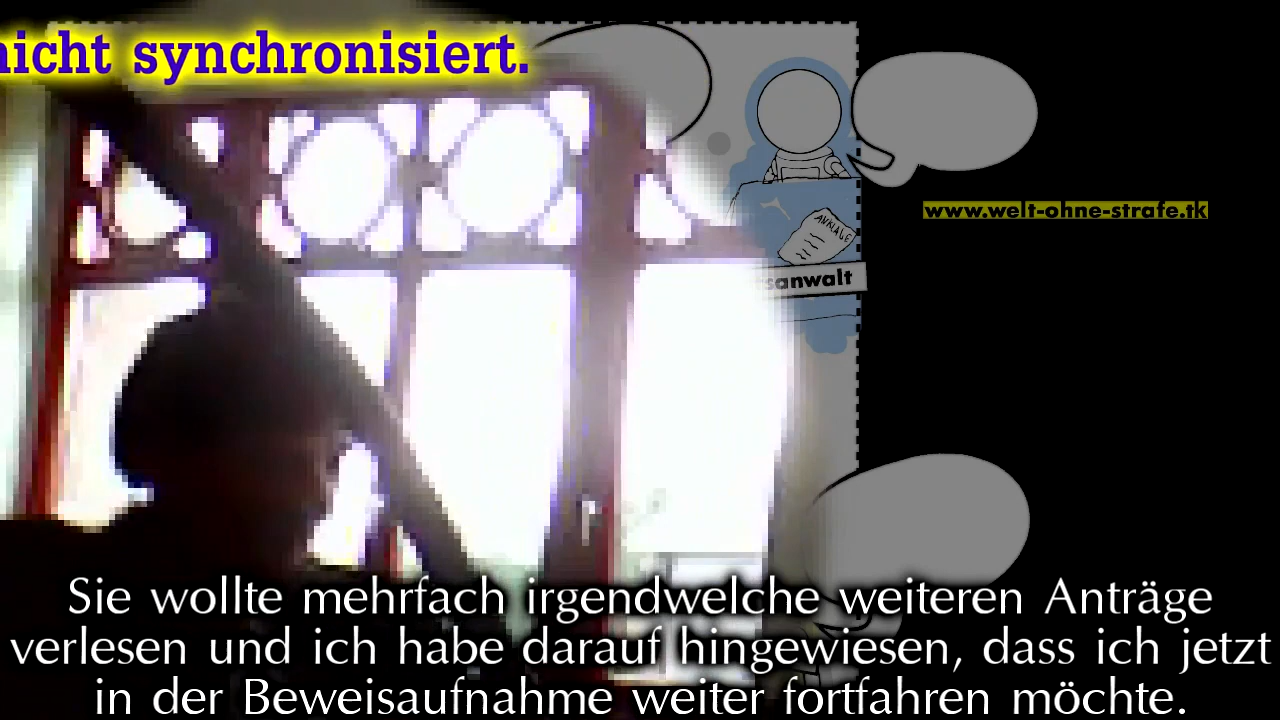 nicht synchronisiert.
ANKLAGE
www.welt-ohne-strafe.tk
sanwalt
Sie wollte mehrfach irgendwelche weiteren Anträge
verlesen und ich habe darauf hingewiesen, dass ich jetzt
in der Beweisaufnahme weiter fortfahren möchte.